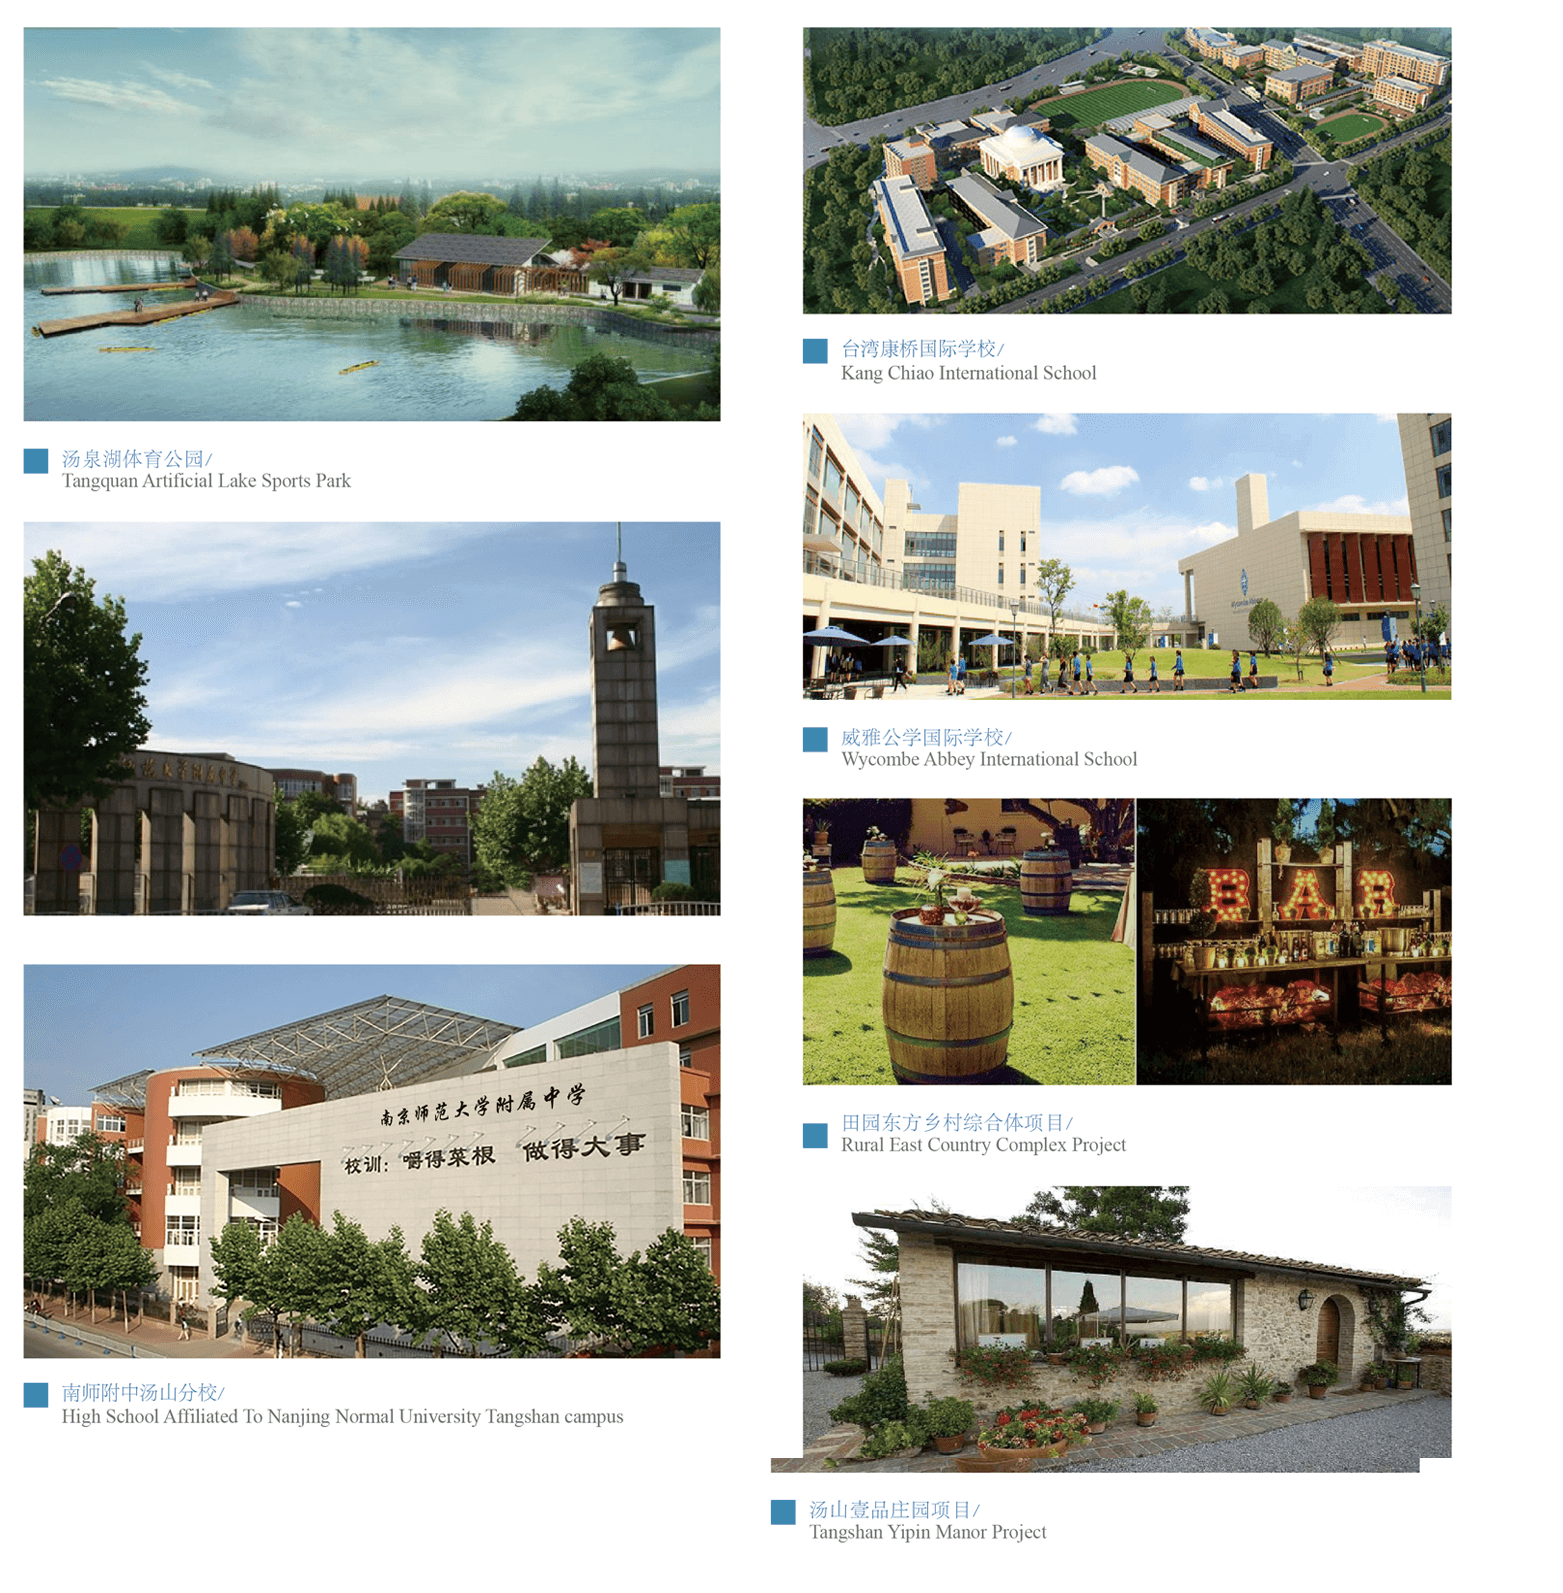 汤泉湖体育公园/
Tangquan Artificial Lake Sports Park
南京师范大学附属中学
校训：嚼得菜根 做得大事
南师附中汤山分校/
High School Affiliated To Nanjing Normal University Tangshan campus
台湾康桥国际学校/
Kang Chiao International School
Wycombe Abbey
威雅公学国际学校/
Wycombe Abbey International School
BAR
田园东方乡村综合体项目/
Rural East Country Complex Project
汤山壹品庄园项目/
Tangshan Yipin Manor Project